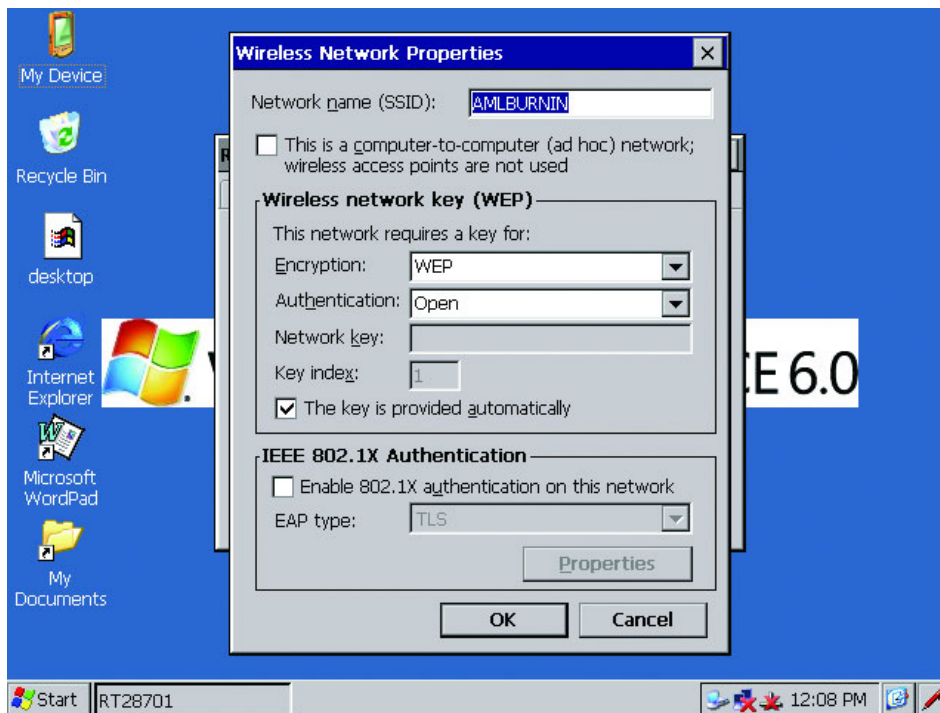 My Device
Recycle Bin
desktop
Internet
Explorer
Microsoft
WordPad
My
Documents
Wireless Network Properties
Network name (SSID): AMLBURNIN
This is a computer-to-computer (ad hoc) network;
wireless access points are not used
Wireless network key (WEP)
This network requires a key for:
Encryption: WEP
Authentication: Open
Network key:
Key index: 1
The key is provided automatically
IEEE 802.1X Authentication
Enable 802.1X authentication on this network
EAP type: TLS
Properties
OK Cancel
CE 6.0
Start RT28701 12:08 PM